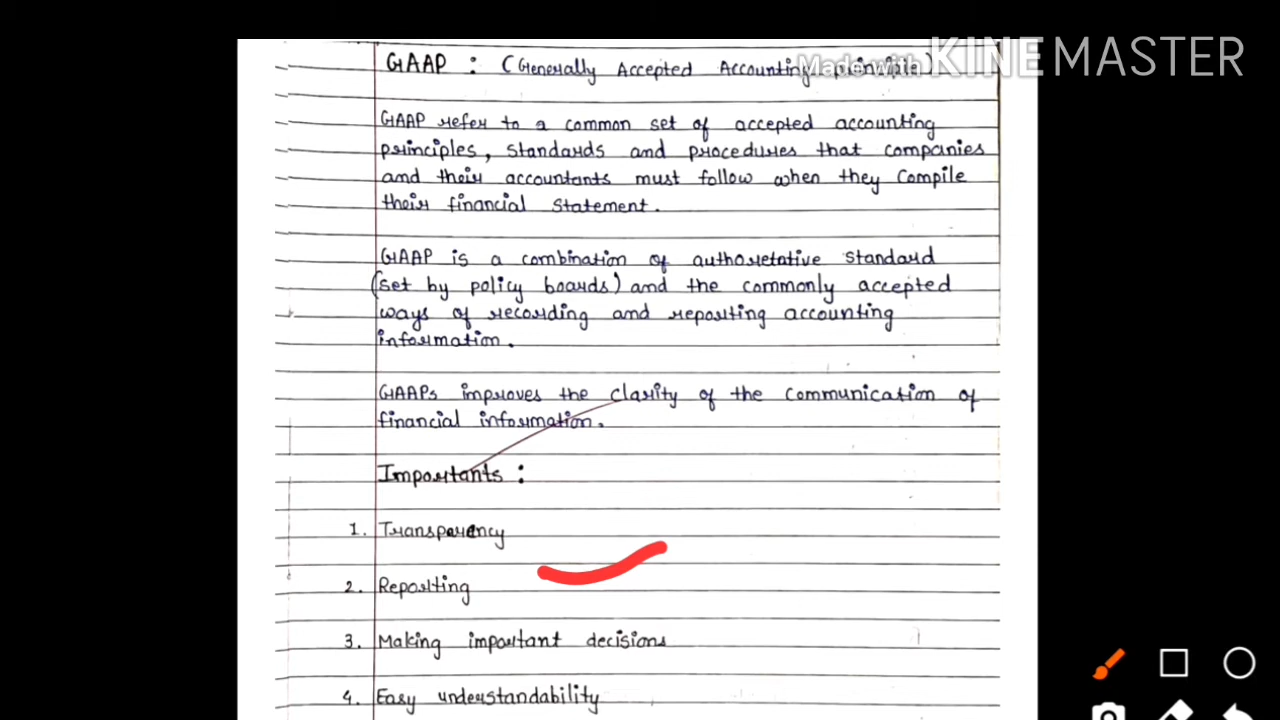 Made with KINEMASTER
GAAP : (Generally Accepted Accounting principle)
GAAP refer to a common set of accepted accounting
principles, standards and procedures that companies
and their accountants must follow when they compile
their financial statement.
GAAP is a combination of authoretative standard
(set by policy boards) and the commonly accepted
ways of recording and reporting accounting
information.
GAAPs improves the clarity of the communication of
financial information.
Importants :
1. Transparency
2. Reporting
3. Making important decisions
4. Easy understandability